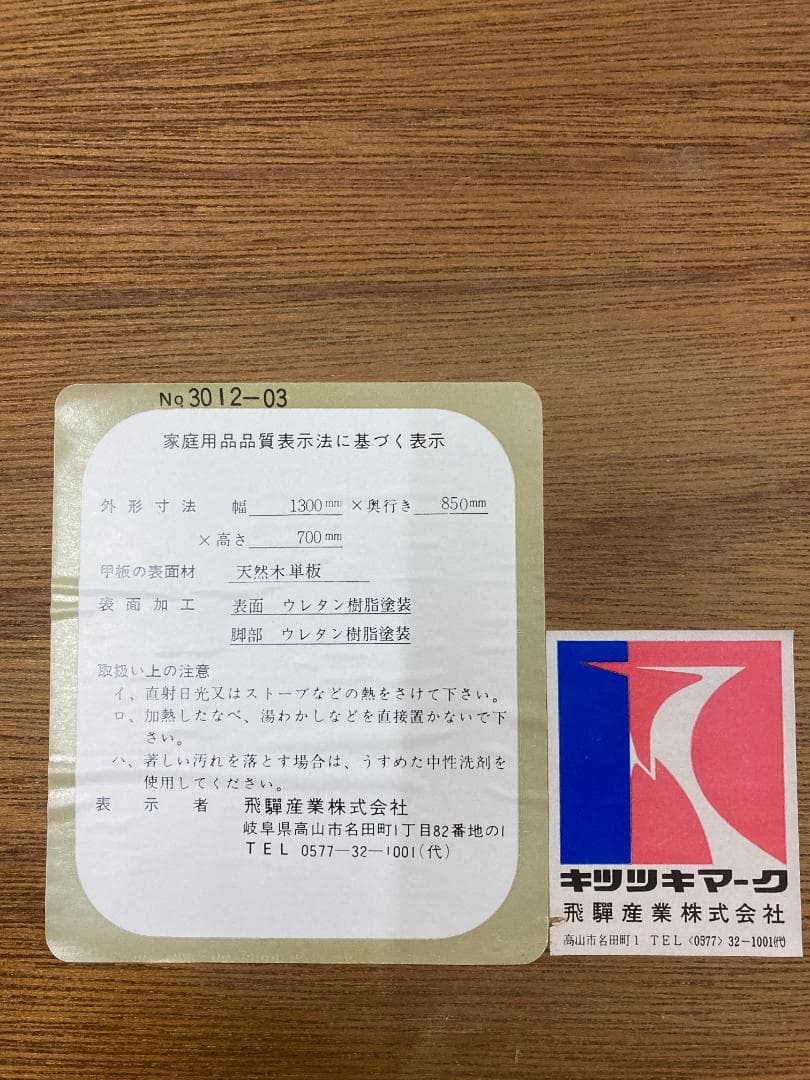 No 3012-03
家庭用品品質表示法に基づく表示
外形寸法 幅 1300mm ×奥行き 850mm
×高さ 700mm
甲板の表面材 天然木単板
表面加工 表面 ウレタン樹脂塗装
脚部 ウレタン樹脂塗装
取扱い上の注意
イ、直射日光又はストーブなどの熱をさけて下さい。
ロ、加熱したなべ、湯わかしなどを直接置かないで下
さい。
ハ、著しい汚れを落とす場合は、うすめた中性洗剤を
使用してください。
表示者 飛驒産業株式会社
岐阜県高山市名田町1丁目82番地の1
TEL 0577―32―1001(代)
キツツキマーク
飛驒産業株式会社
高山市名田町1 TEL〈0577〉32-1001㈹